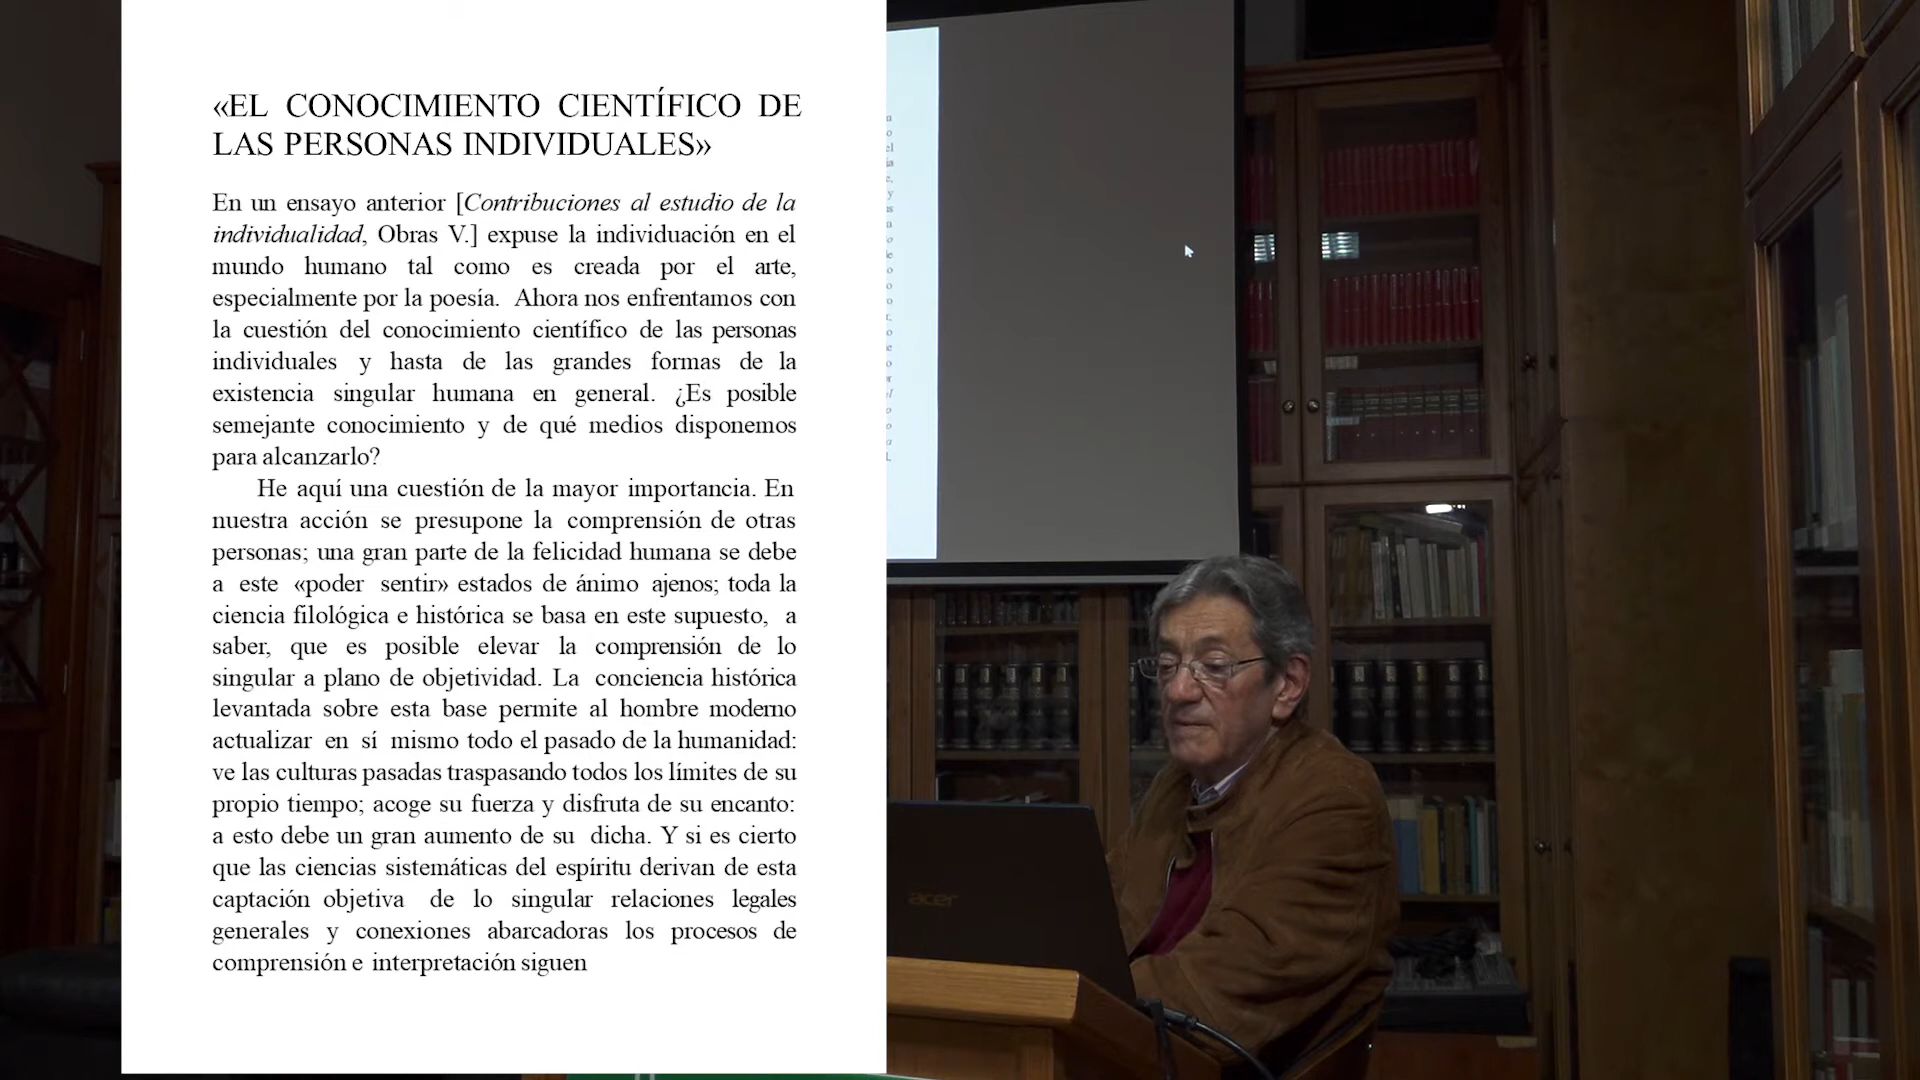 «EL CONOCIMIENTO CIENTÍFICO DE
LAS PERSONAS INDIVIDUALES»
En un ensayo anterior [Contribuciones al estudio de la
individualidad, Obras V.] expuse la individuación en el
mundo humano tal como es creada por el arte,
especialmente por la poesía. Ahora nos enfrentamos con
la cuestión del conocimiento científico de las personas
individuales y hasta de las grandes formas de la
existencia singular humana en general. ¿Es posible
semejante conocimiento y de qué medios disponemos
para alcanzarlo?
He aquí una cuestión de la mayor importancia. En
nuestra acción se presupone la comprensión de otras
personas; una gran parte de la felicidad humana se debe
a este «poder sentir» estados de ánimo ajenos; toda la
ciencia filológica e histórica se basa en este supuesto, a
saber, que es posible elevar la comprensión de lo
singular a plano de objetividad. La conciencia histórica
levantada sobre esta base permite al hombre moderno
actualizar en sí mismo todo el pasado de la humanidad:
ve las culturas pasadas traspasando todos los límites de su
propio tiempo; acoge su fuerza y disfruta de su encanto:
a esto debe un gran aumento de su dicha. Y si es cierto
que las ciencias sistemáticas del espíritu derivan de esta
captación objetiva de lo singular relaciones legales
generales y conexiones abarcadoras los procesos de
comprensión e interpretación siguen
acer